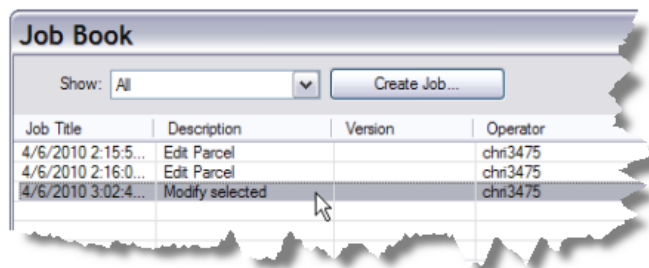 Job Book
Show: All Create Job...
Job Title Description Version Operator
4/6/2010 2:15:5... Edit Parcel chri3475
4/6/2010 2:16:0... Edit Parcel chri3475
4/6/2010 3:02:4... Modify selected chri3475